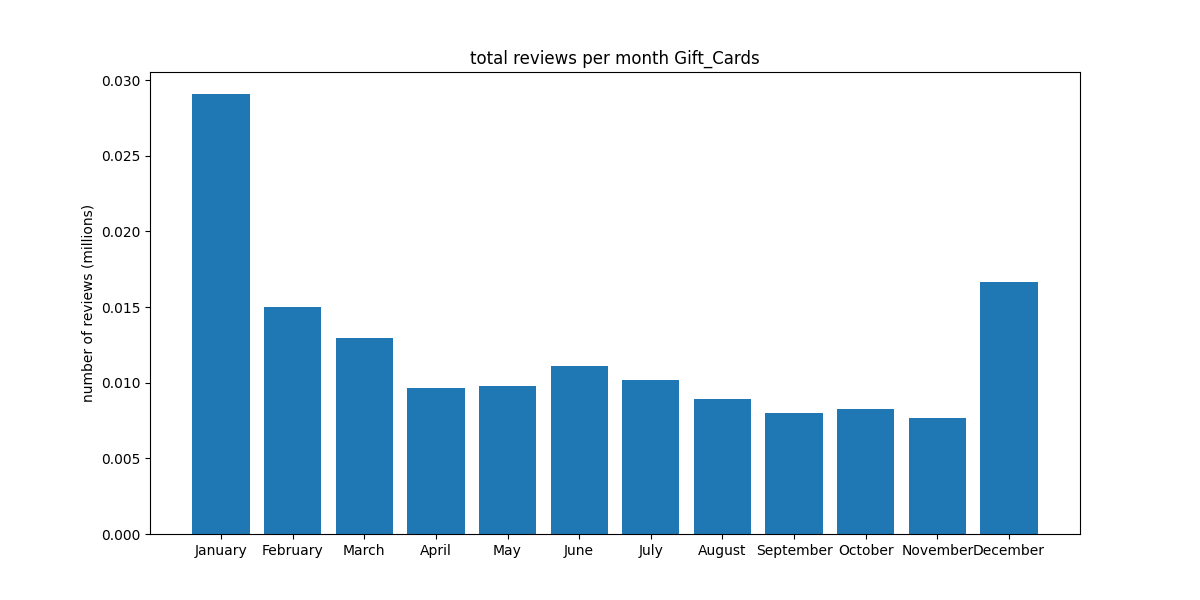 total reviews per month Gift_Cards
number of reviews (millions)
0.030
0.025
0.020
0.015
0.010
0.005
0.000
January February March April May June July August September October November December